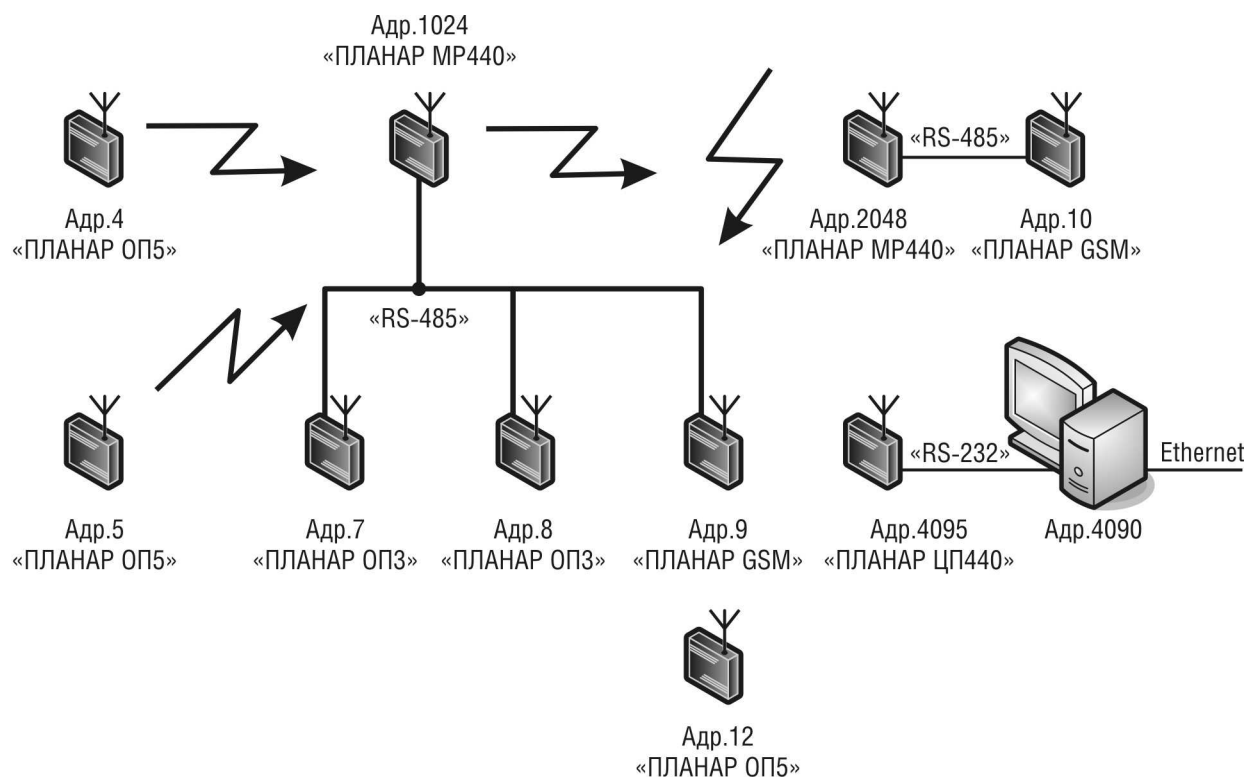 Адр.1024
«ПЛАНАР МР440»
«RS-485»
Адр.4
«ПЛАНАР ОП5»
Адр.2048
«ПЛАНАР МР440»
Адр.10
«ПЛАНАР GSM»
«RS-485»
«RS-232»
Ethernet
Адр.5
«ПЛАНАР ОП5»
Адр.7
«ПЛАНАР ОП3»
Адр.8
«ПЛАНАР ОП3»
Адр.9
«ПЛАНАР GSM»
Адр.4095
«ПЛАНАР ЦП440»
Адр.4090
Адр.12
«ПЛАНАР ОП5»